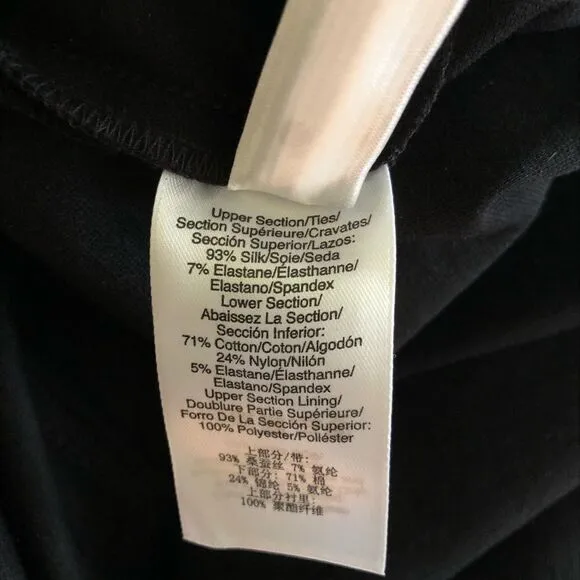 Upper Section/Ties/
Section Supérieure/Cravates/
Sección Superior/Lazos:
93% Silk/Soie/Seda
7% Elastane/Élasthanne/
Elastano/Spandex
Lower Section/
Abaissez La Section/
Sección Inferior:
71% Cotton/Coton/Algodón
24% Nylon/Nilón
5% Elastane/Élasthanne/
Elastano/Spandex
Upper Section Lining/
Doublure Partie Supérieure/
Forro De La Sección Superior:
100% Polyester/Poliéster
上部分/带:
93% 桑蚕丝 7% 氨纶
下部分: 71% 棉
24% 锦纶 5% 氨纶
上部分衬里:
100% 聚酯纤维